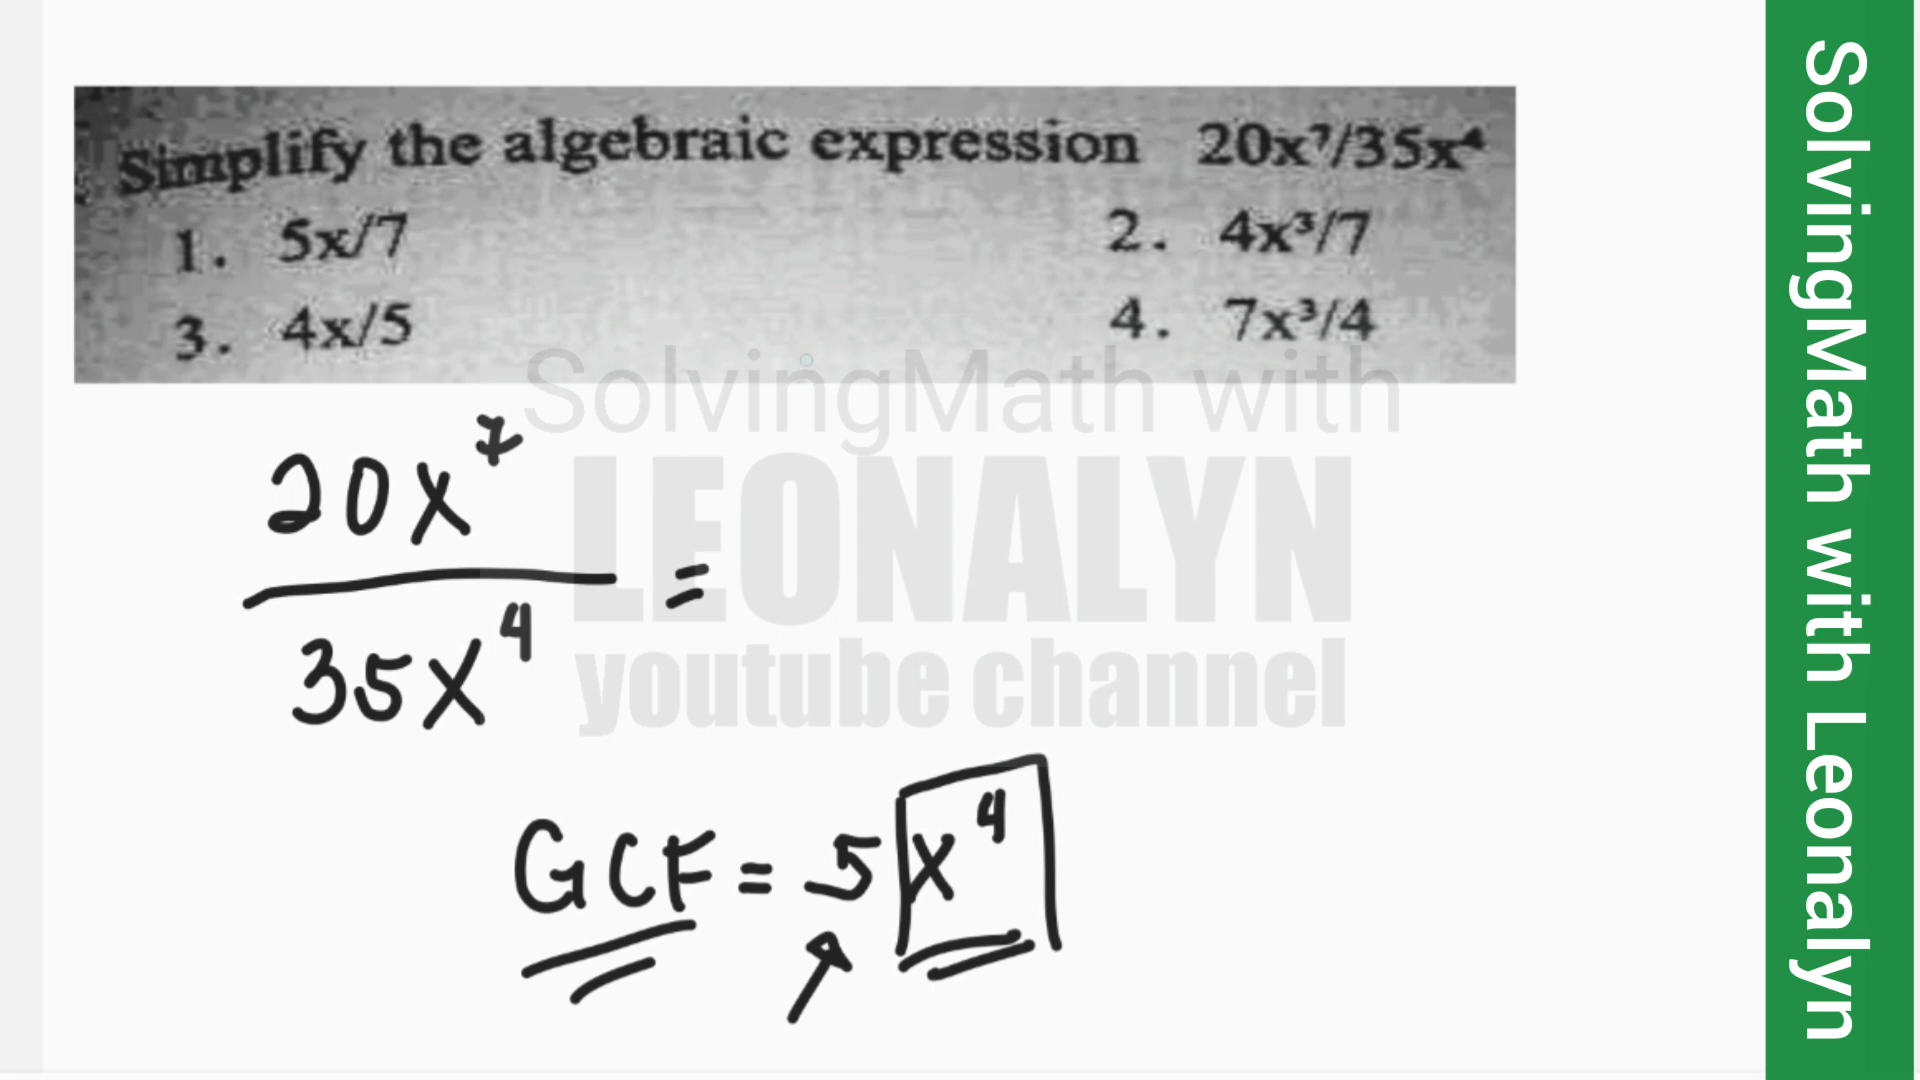 Simplify the algebraic expression 20x⁷/35x⁴
1. 5x/7
2. 4x³/7
3. 4x/5
4. 7x³/4
SolvingMath with
LEONALYN
youtube channel
20x⁷
=
35x⁴
GCF = 5x⁴
SolvingMath with Leonalyn